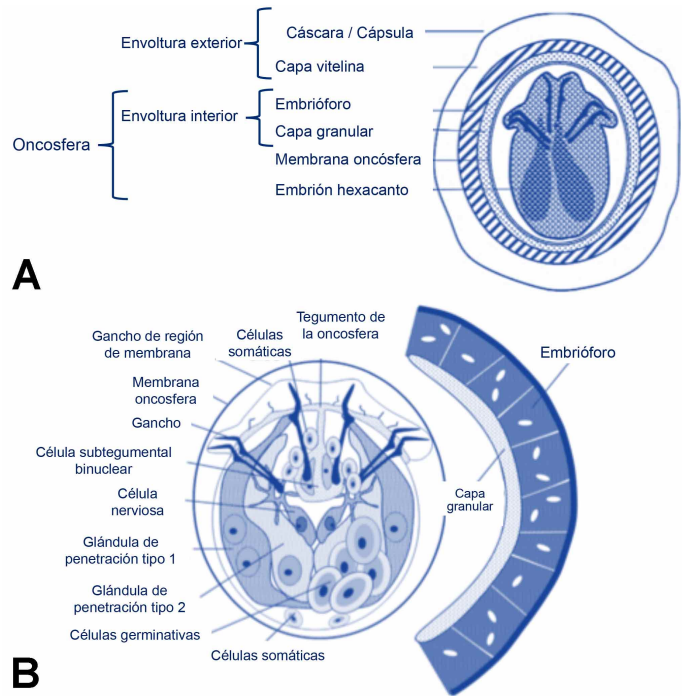 Envoltura exterior
Cáscara / Cápsula
Capa vitelina
Oncosfera
Envoltura interior
Embrióforo
Capa granular
Membrana oncósfera
Embrión hexacanto
A
Gancho de región
de membrana
Células
somáticas
Tegumento de
la oncosfera
Embrióforo
Membrana
oncosfera
Gancho
Célula subtegumental
binuclear
Célula
nerviosa
Capa
granular
Glándula de
penetración tipo 1
Glándula de
penetración tipo 2
Células germinativas
Células somáticas
B